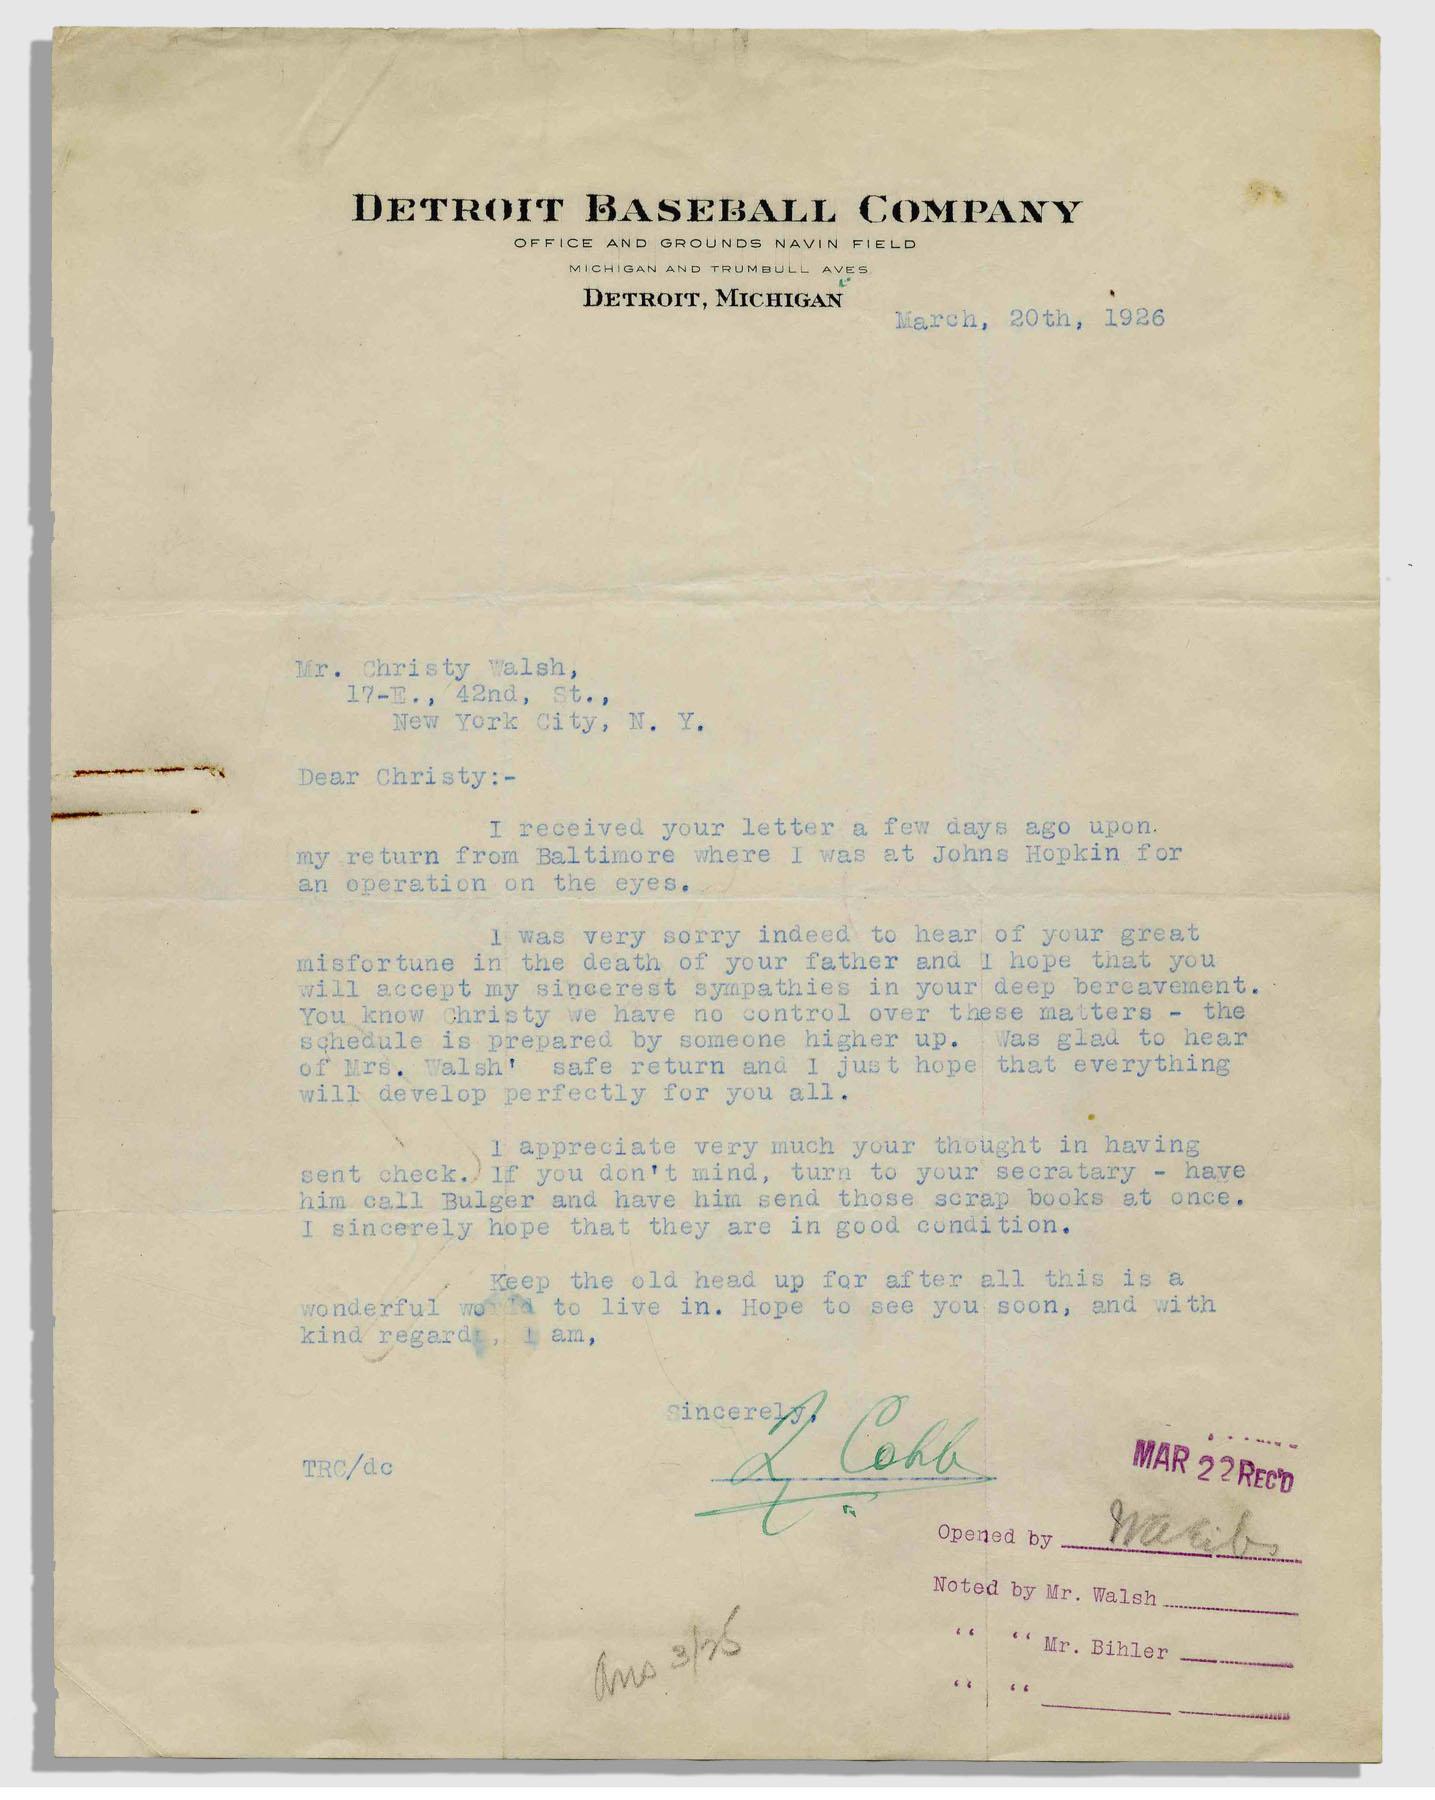 DETROIT BASEBALL COMPANY
OFFICE AND GROUNDS NAVIN FIELD
MICHIGAN AND TRUMBULL AVES
DETROIT, MICHIGAN
March, 20th, 1926
Mr. Christy Walsh,
17-E., 42nd, St.,
New York City, N. Y.
Dear Christy:-
I received your letter a few days ago upon
my return from Baltimore where I was at Johns Hopkin for
an operation on the eyes.
I was very sorry indeed to hear of your great
misfortune in the death of your father and I hope that you
will accept my sincerest sympathies in your deep bereavement.
You know Christy we have no control over these matters - the
schedule is prepared by someone higher up. Was glad to hear
of Mrs. Walsh' safe return and I just hope that everything
will develop perfectly for you all.
I appreciate very much your thought in having
sent check. If you don't mind, turn to your secratary - have
him call Bulger and have him send those scrap books at once.
I sincerely hope that they are in good condition.
Keep the old head up for after all this is a
wonderful world to live in. Hope to see you soon, and with
kind regards, I am,
Sincerely,
Ty Cobb
TRC/dc
MAR 22 REC'D
Opened by
Noted by Mr. Walsh
" " Mr. Bihler
" "
Ans 3/25